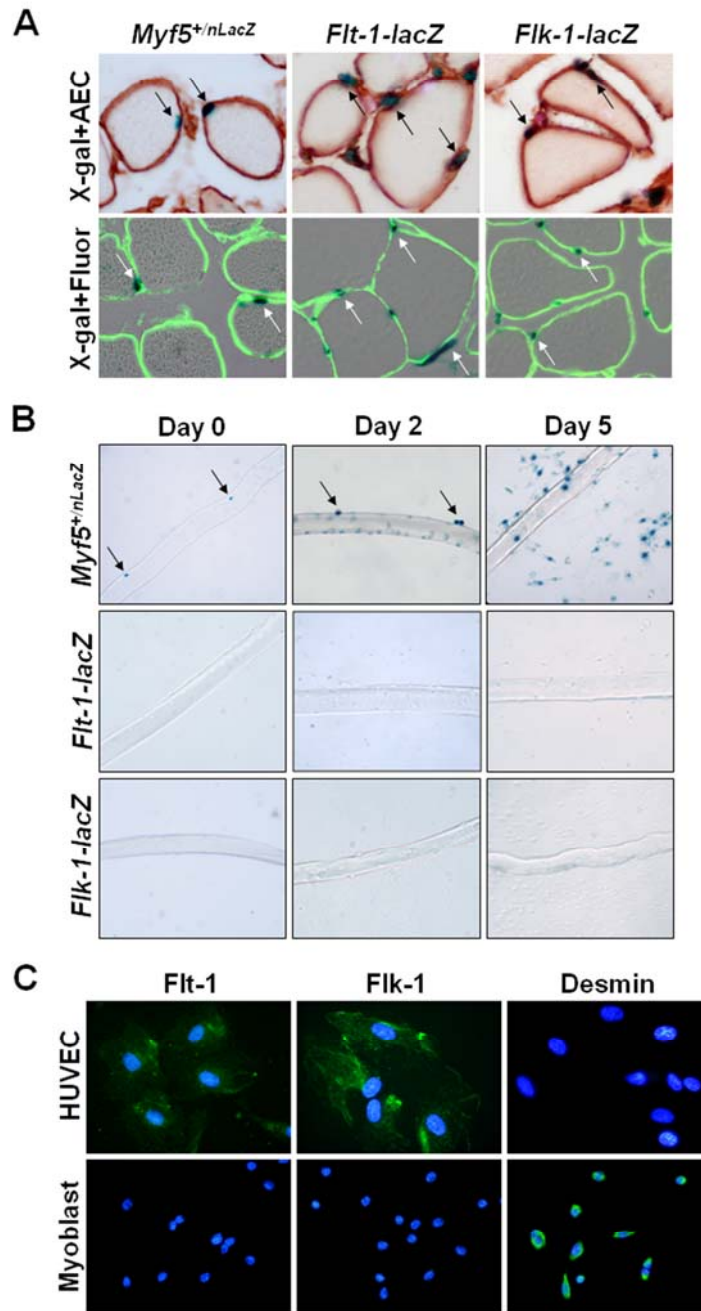 A
Myf5+/nLacZ Flt-1-lacZ Flk-1-lacZ
X-gal+AEC
X-gal+Fluor
B
Day 0 Day 2 Day 5
Myf5+/nLacZ
Flt-1-lacZ
Flk-1-lacZ
C
Flt-1 Flk-1 Desmin
HUVEC
Myoblast